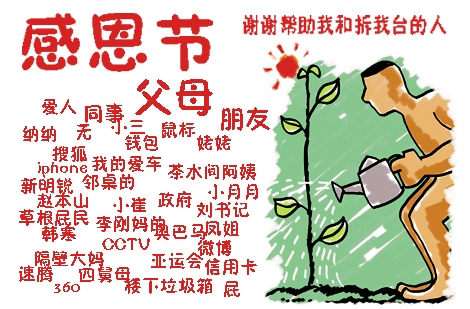 感恩节
谢谢帮助我和拆我台的人
父母
爱人 同事 小三 鼠标 朋友
纳纳 无 钱包 姥姥
搜狐 我的爱车 茶水间阿姨
iphone 邻桌的 小月月
新明锐 小崔 政府 刘书记
赵本山
草根屁民 李刚妈的 奥巴马 凤姐
韩寒 CCTV 微博
隔壁大妈 亚运会 信用卡
速腾 四舅母
360 楼下垃圾箱 屁